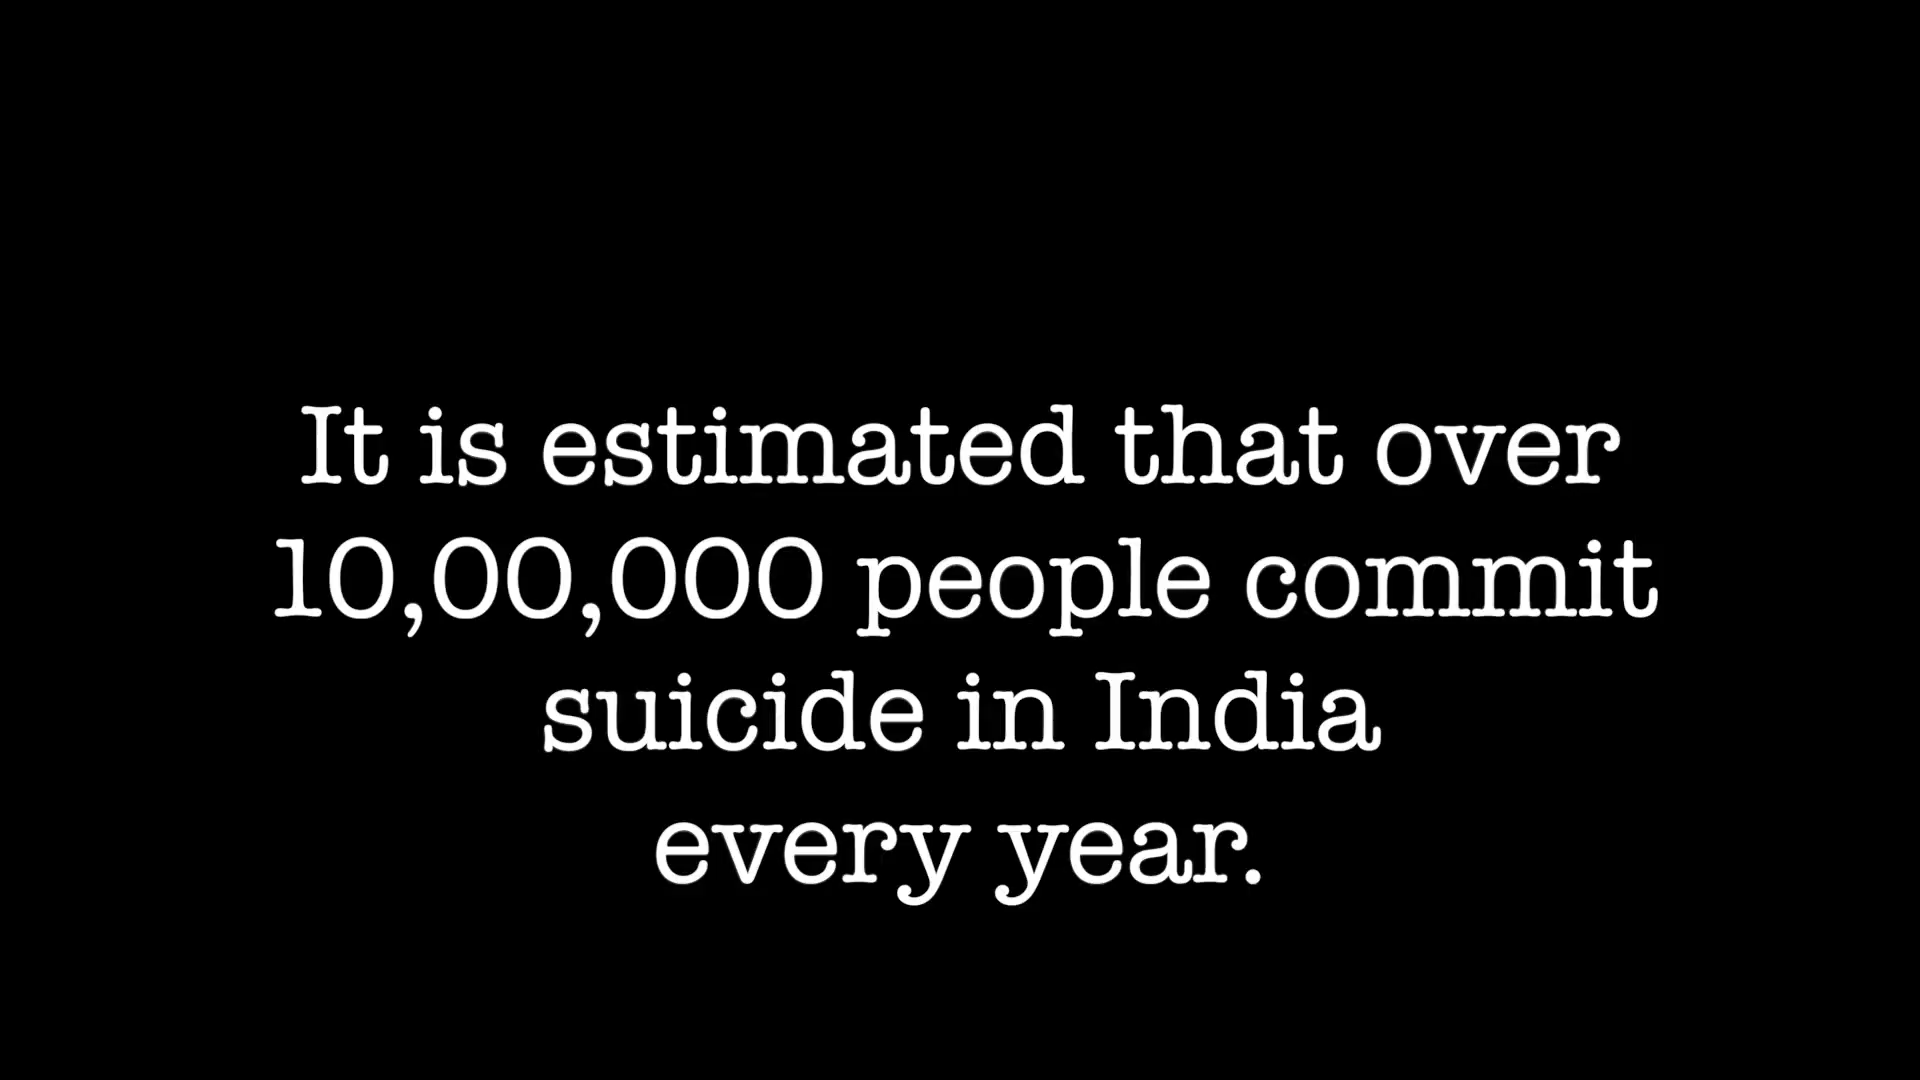 It is estimated that over
10,00,000 people commit
suicide in India
every year.